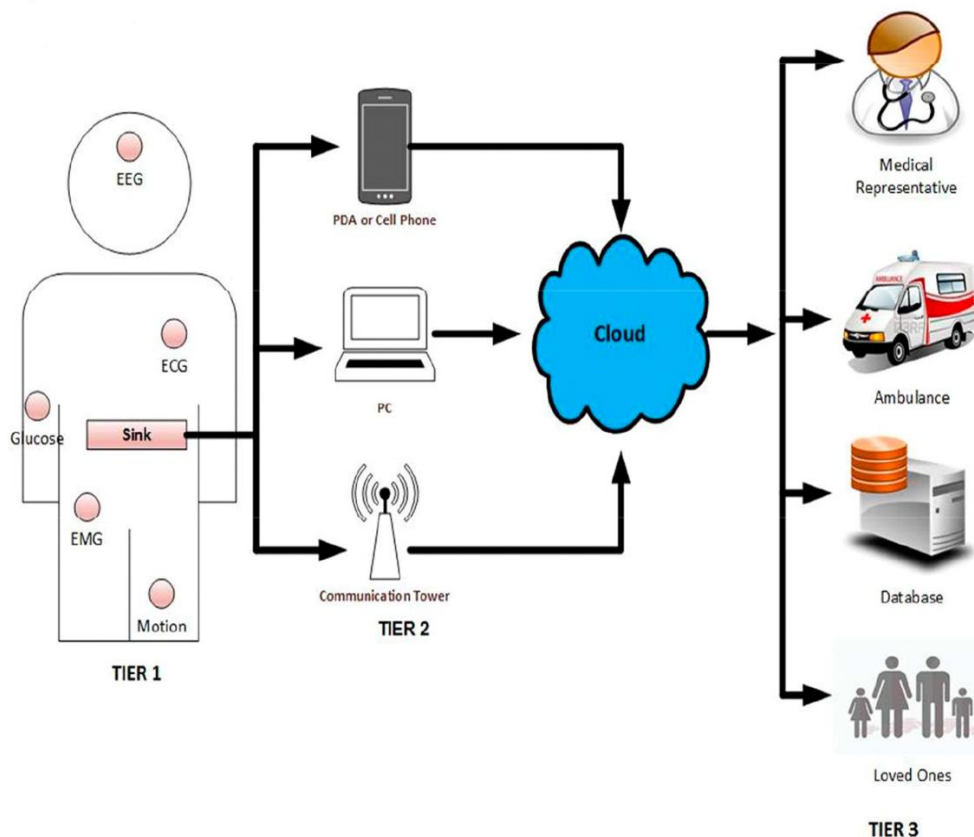 EEG
ECG
Glucose
Sink
EMG
Motion
TIER 1
PDA or Cell Phone
PC
Communication Tower
TIER 2
Cloud
Medical
Representative
AMBULANCE
Ambulance
Database
Loved Ones
TIER 3